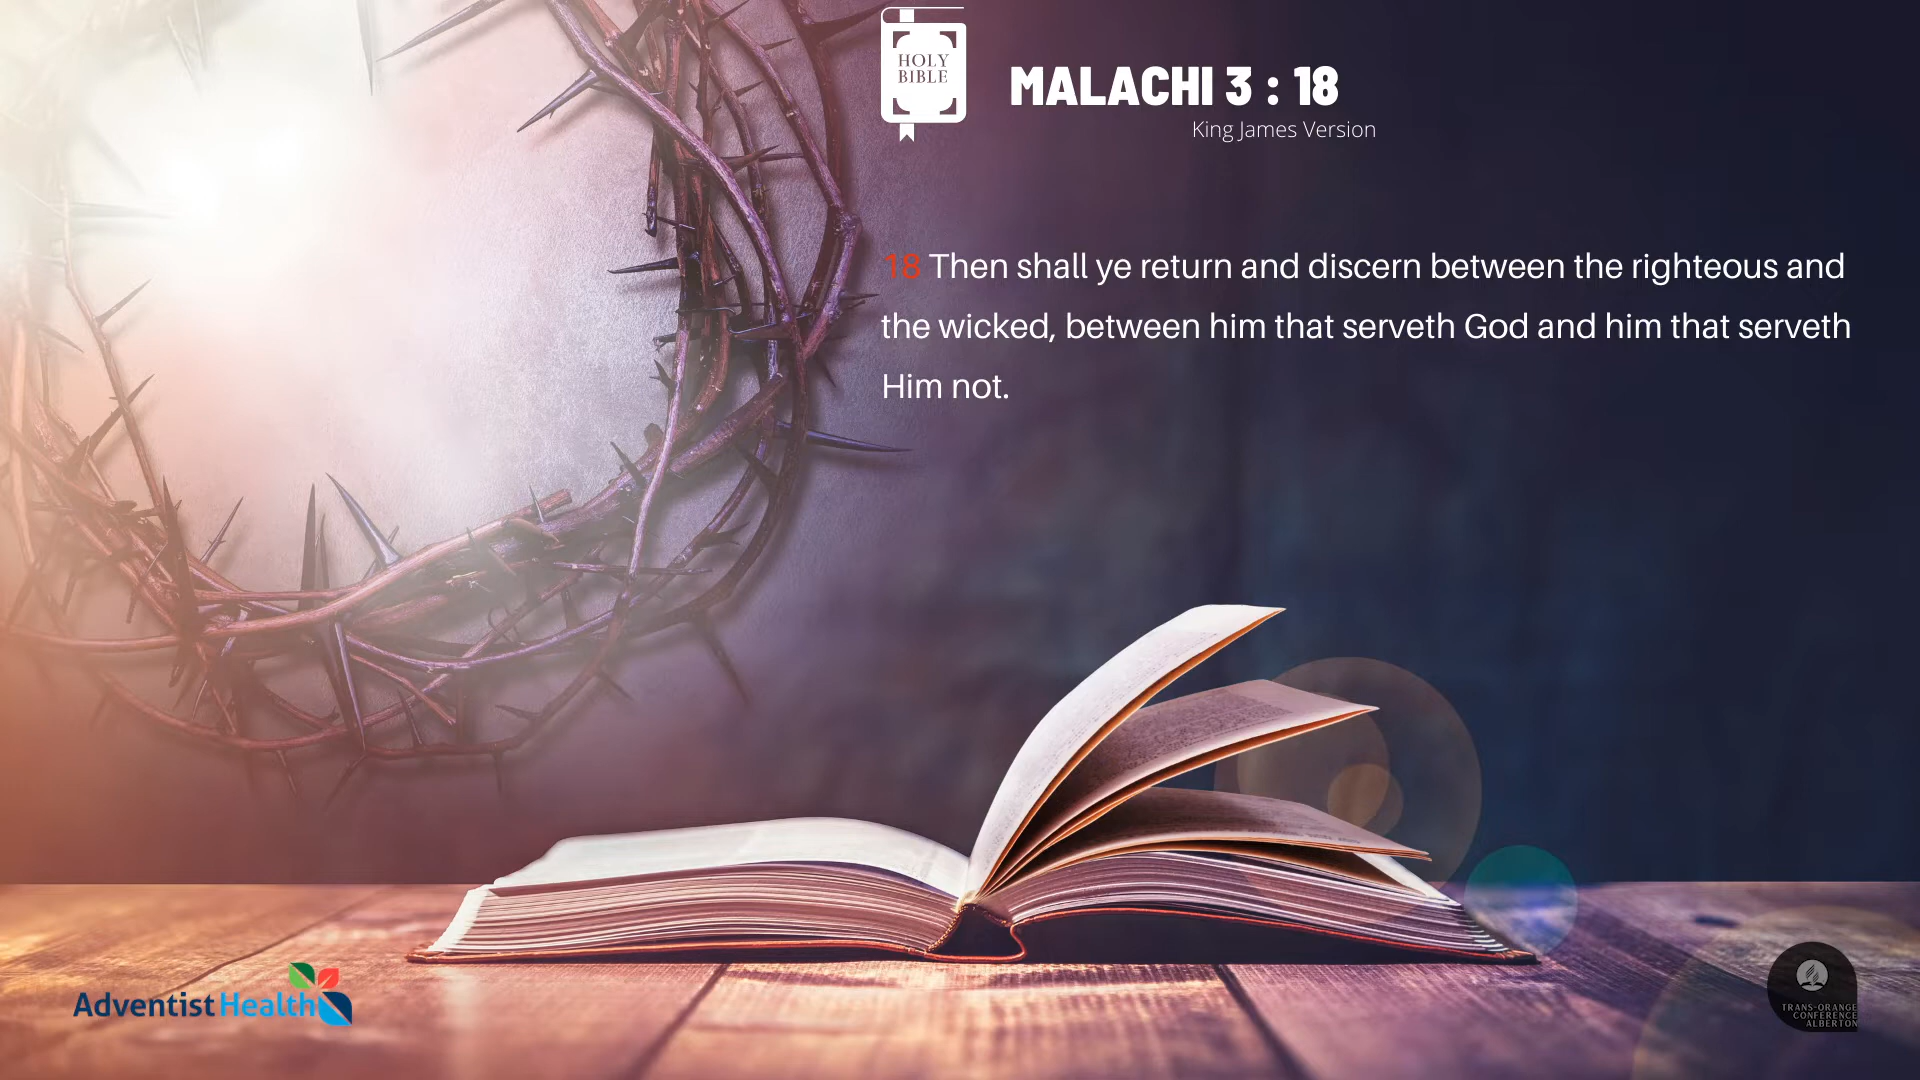 HOLY
BIBLE
MALACHI 3 : 18
King James Version
18 Then shall ye return and discern between the righteous and
the wicked, between him that serveth God and him that serveth
Him not.
Adventist Health
TRANS-ORANGE
CONFERENCE
ALBERTON